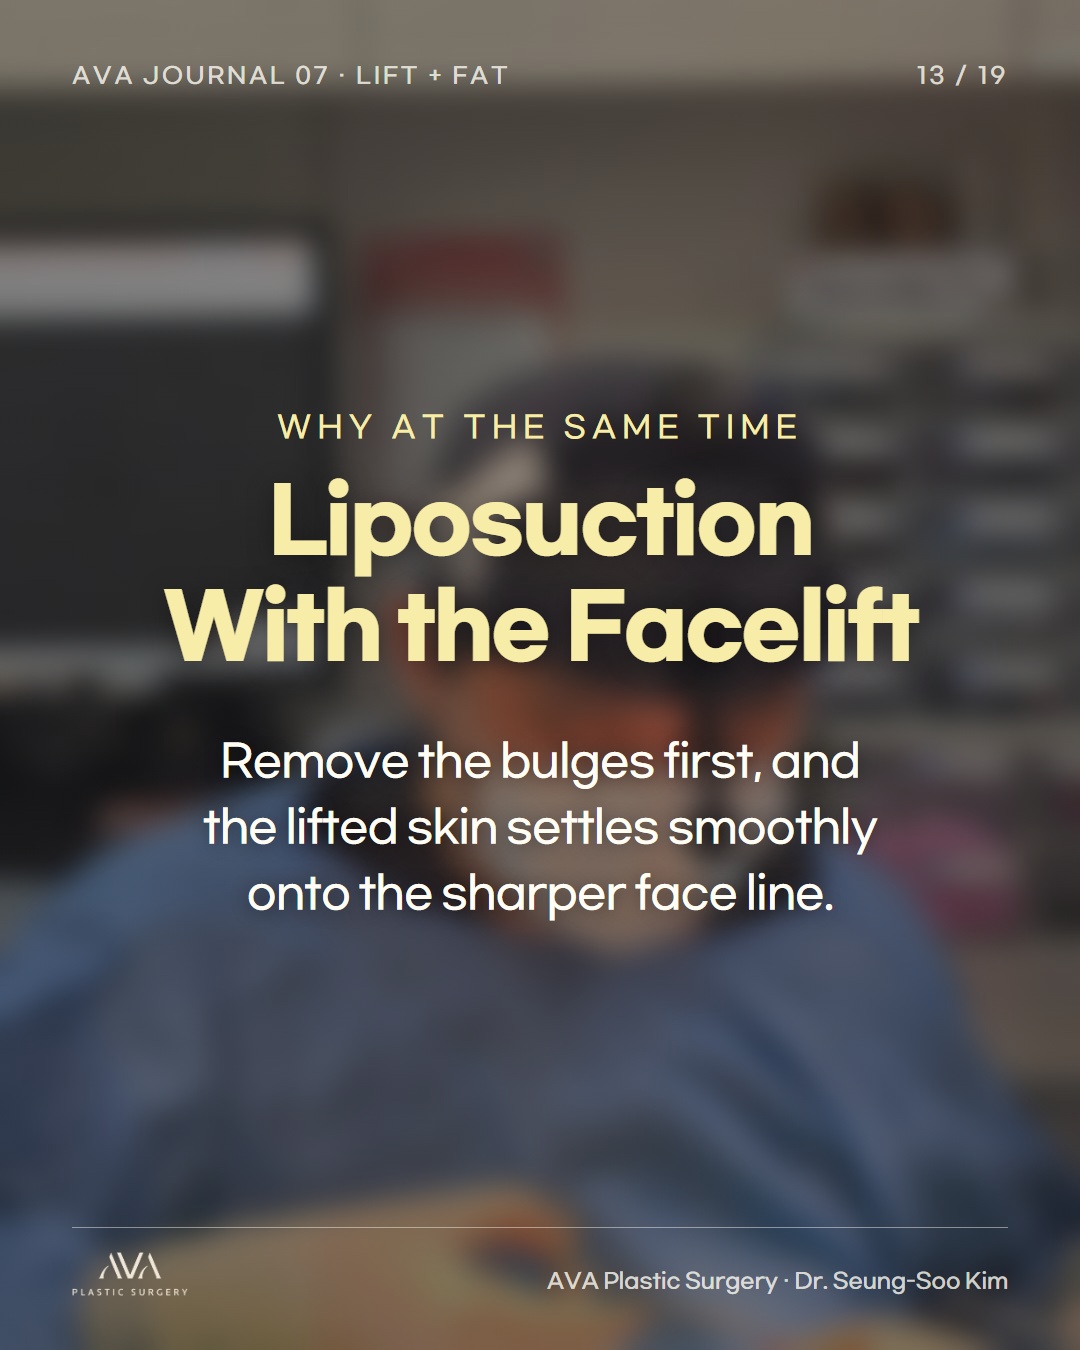 AVA JOURNAL 07 · LIFT + FAT
13 / 19
WHY AT THE SAME TIME
Liposuction
With the Facelift
Remove the bulges first, and
the lifted skin settles smoothly
onto the sharper face line.
AVA
PLASTIC SURGERY
AVA Plastic Surgery · Dr. Seung-Soo Kim